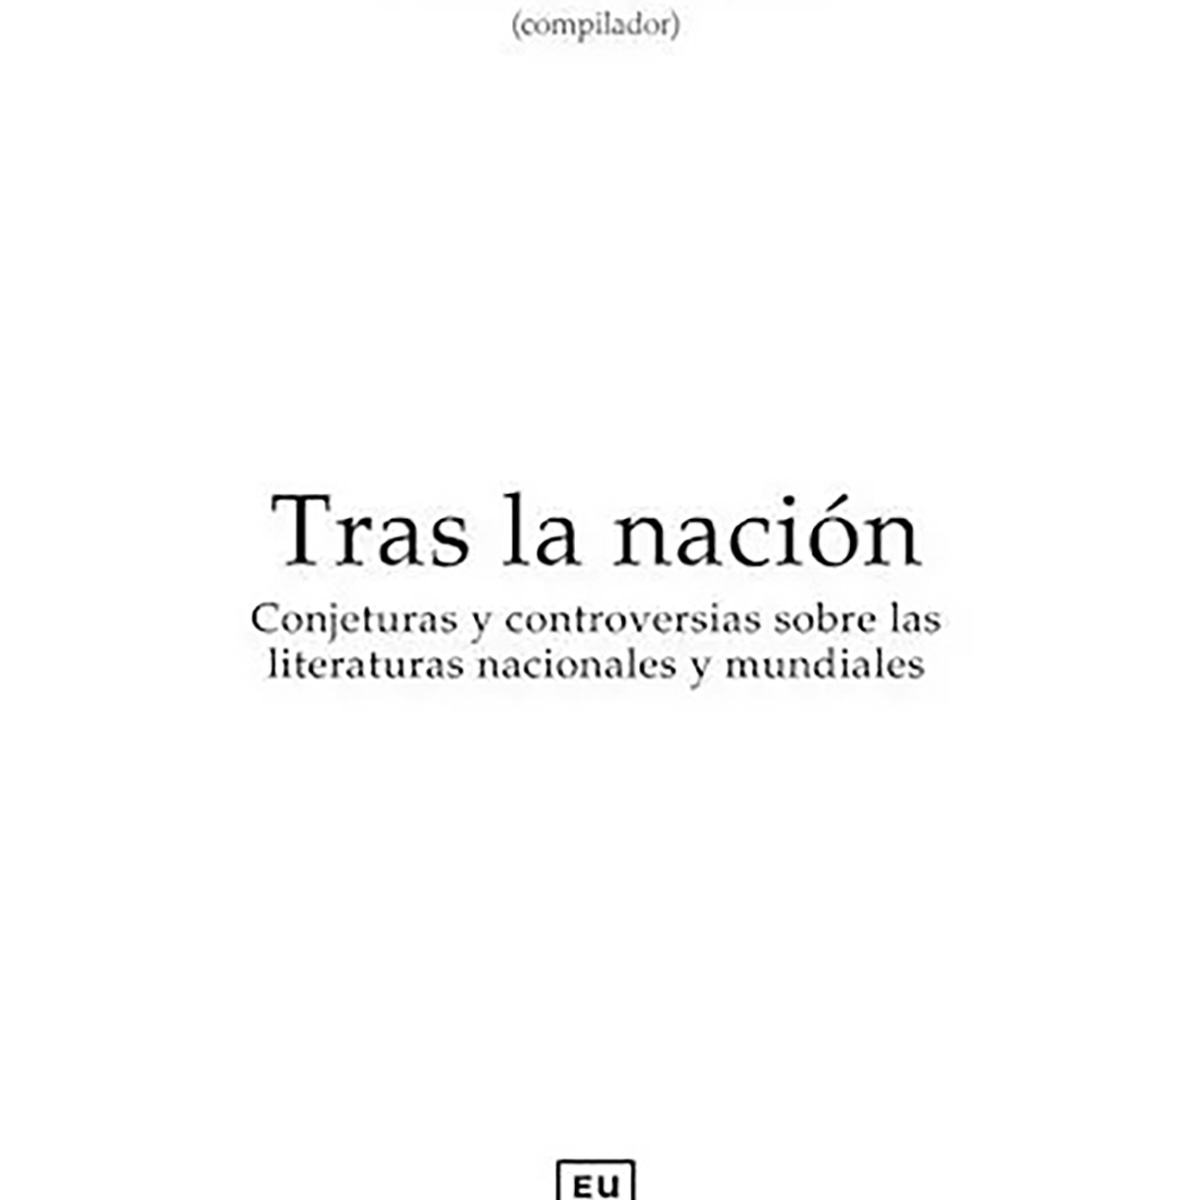 (compilador)
Tras la nación
Conjeturas y controversias sobre las
literaturas nacionales y mundiales
EU